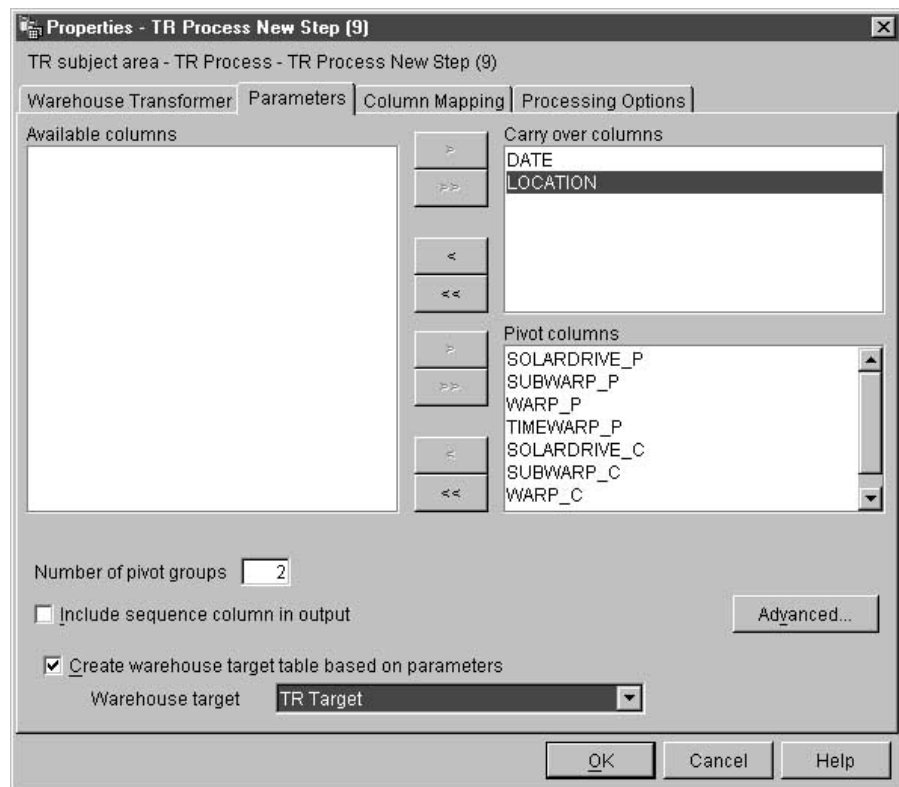 Properties - TR Process New Step (9)
TR subject area - TR Process - TR Process New Step (9)
Warehouse Transformer Parameters Column Mapping Processing Options
Available columns
>
>>
<
<<
Carry over columns
DATE
LOCATION
>
>>
<
<<
Pivot columns
SOLARDRIVE_P
SUBWARP_P
WARP_P
TIMEWARP_P
SOLARDRIVE_C
SUBWARP_C
WARP_C
Number of pivot groups 2
Include sequence column in output
Advanced...
Create warehouse target table based on parameters
Warehouse target TR Target
OK Cancel Help